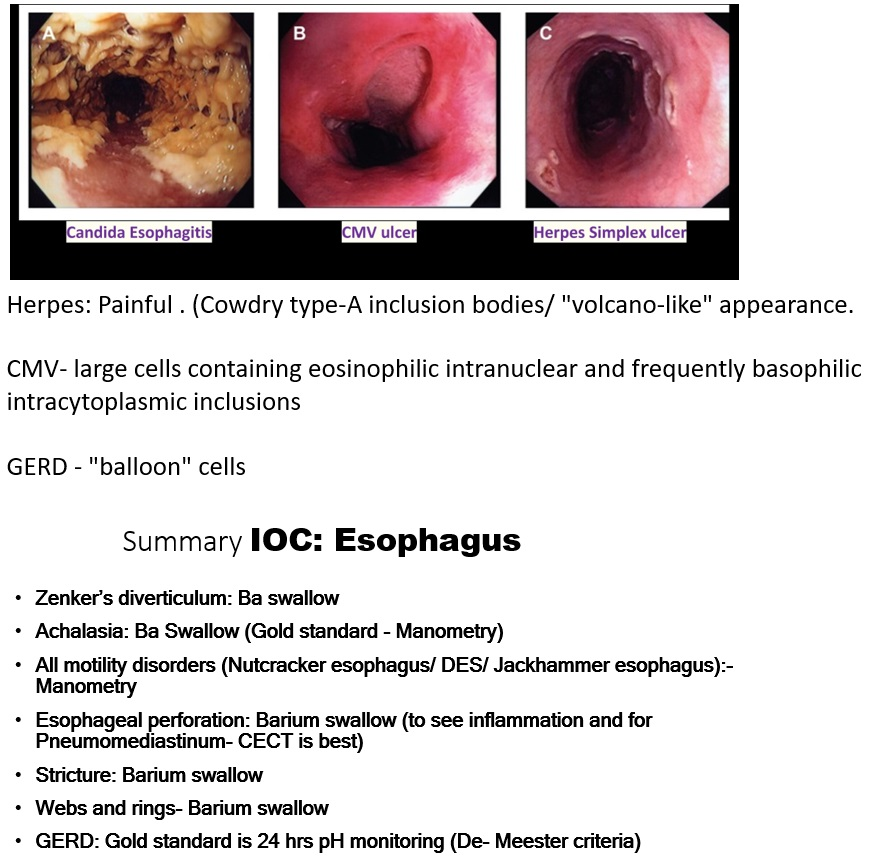 A B C
Candida Esophagitis CMV ulcer Herpes Simplex ulcer
Herpes: Painful . (Cowdry type-A inclusion bodies/ "volcano-like" appearance.
CMV- large cells containing eosinophilic intranuclear and frequently basophilic
intracytoplasmic inclusions
GERD - "balloon" cells
Summary IOC: Esophagus
• Zenker's diverticulum: Ba swallow
• Achalasia: Ba Swallow (Gold standard - Manometry)
• All motility disorders (Nutcracker esophagus/ DES/ Jackhammer esophagus):-
Manometry
• Esophageal perforation: Barium swallow (to see inflammation and for
Pneumomediastinum- CECT is best)
• Stricture: Barium swallow
• Webs and rings- Barium swallow
• GERD: Gold standard is 24 hrs pH monitoring (De- Meester criteria)